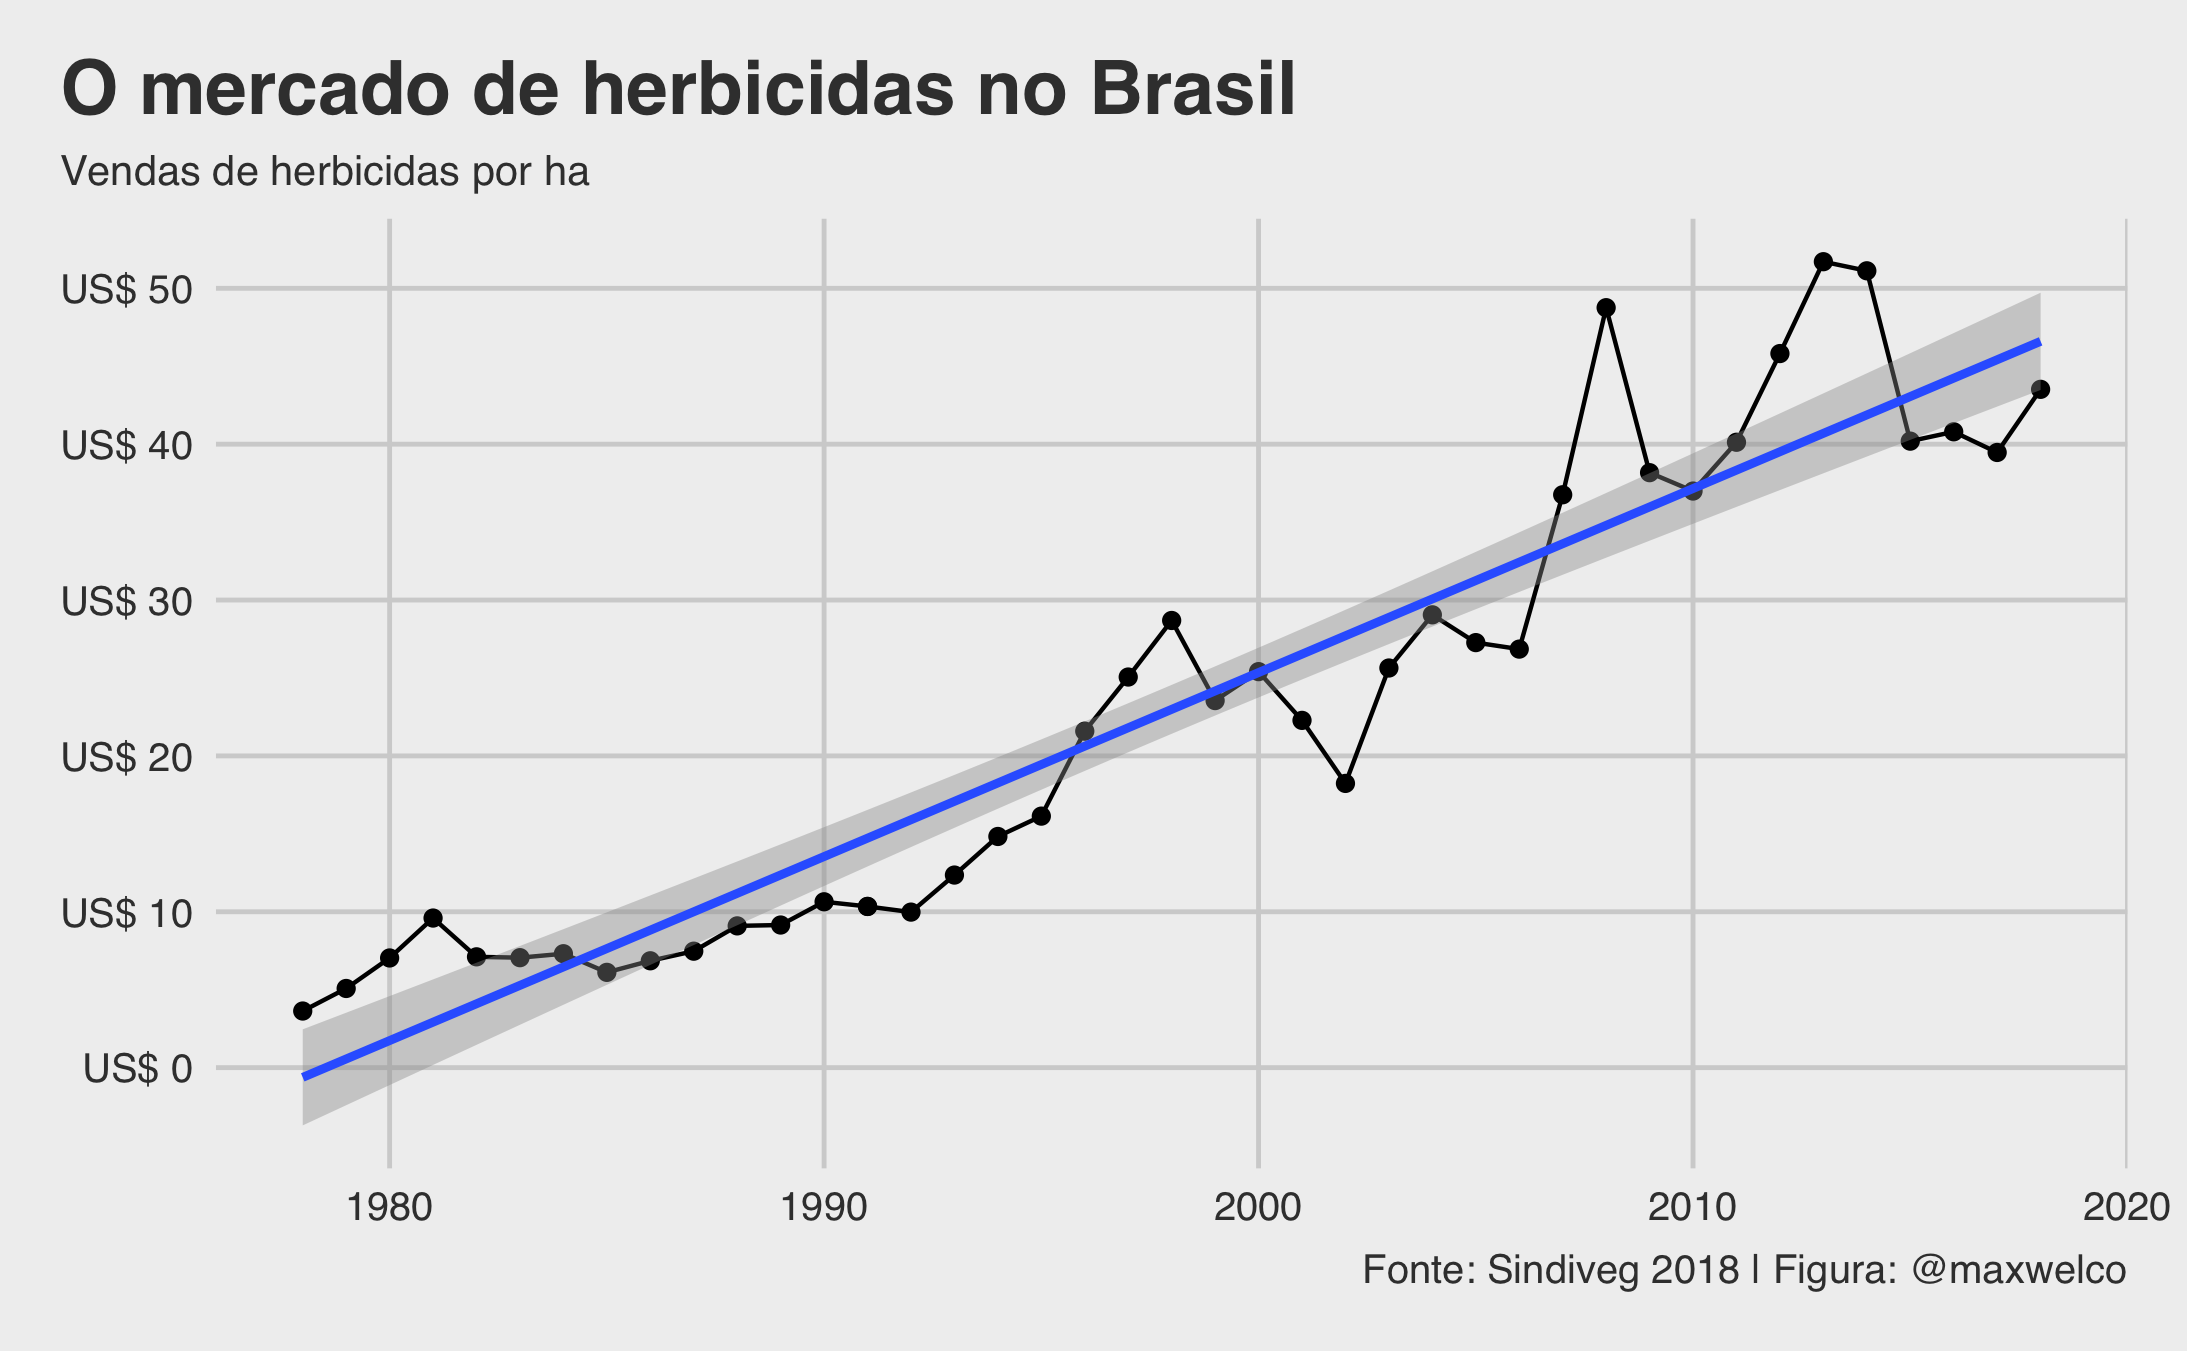 O mercado de herbicidas no Brasil
Vendas de herbicidas por ha
US$ 50
US$ 40
US$ 30
US$ 20
US$ 10
US$ 0
1980 1990 2000 2010 2020
Fonte: Sindiveg 2018 | Figura: @maxwelco